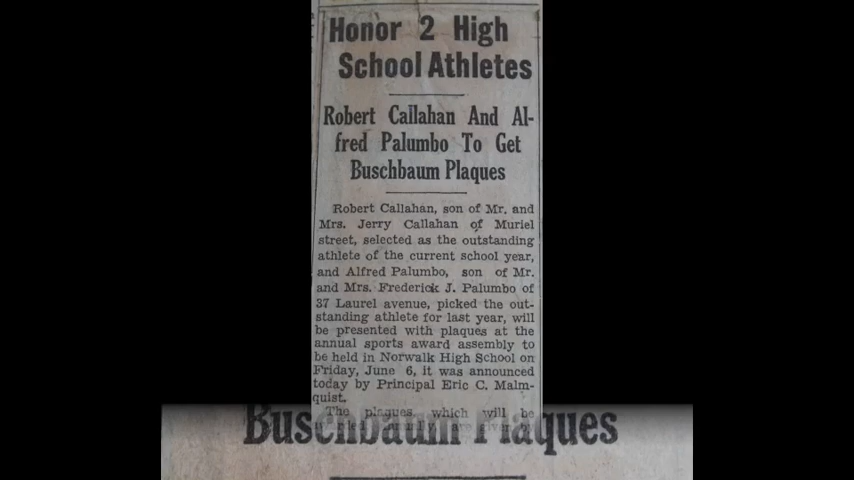 Honor 2 High
School Athletes
Robert Callahan And Al-
fred Palumbo To Get
Buschbaum Plaques
Robert Callahan, son of Mr. and
Mrs. Jerry Callahan of Muriel
street, selected as the outstanding
athlete of the current school year,
and Alfred Palumbo, son of Mr.
and Mrs. Frederick J. Palumbo of
37 Laurel avenue, picked the out-
standing athlete for last year, will
be presented with plaques at the
annual sports award assembly to
be held in Norwalk High School on
Friday, June 6, it was announced
today by Principal Eric C. Malm-
quist.
The plaques, which will be
annually, are given by
Buschbaum Plaques